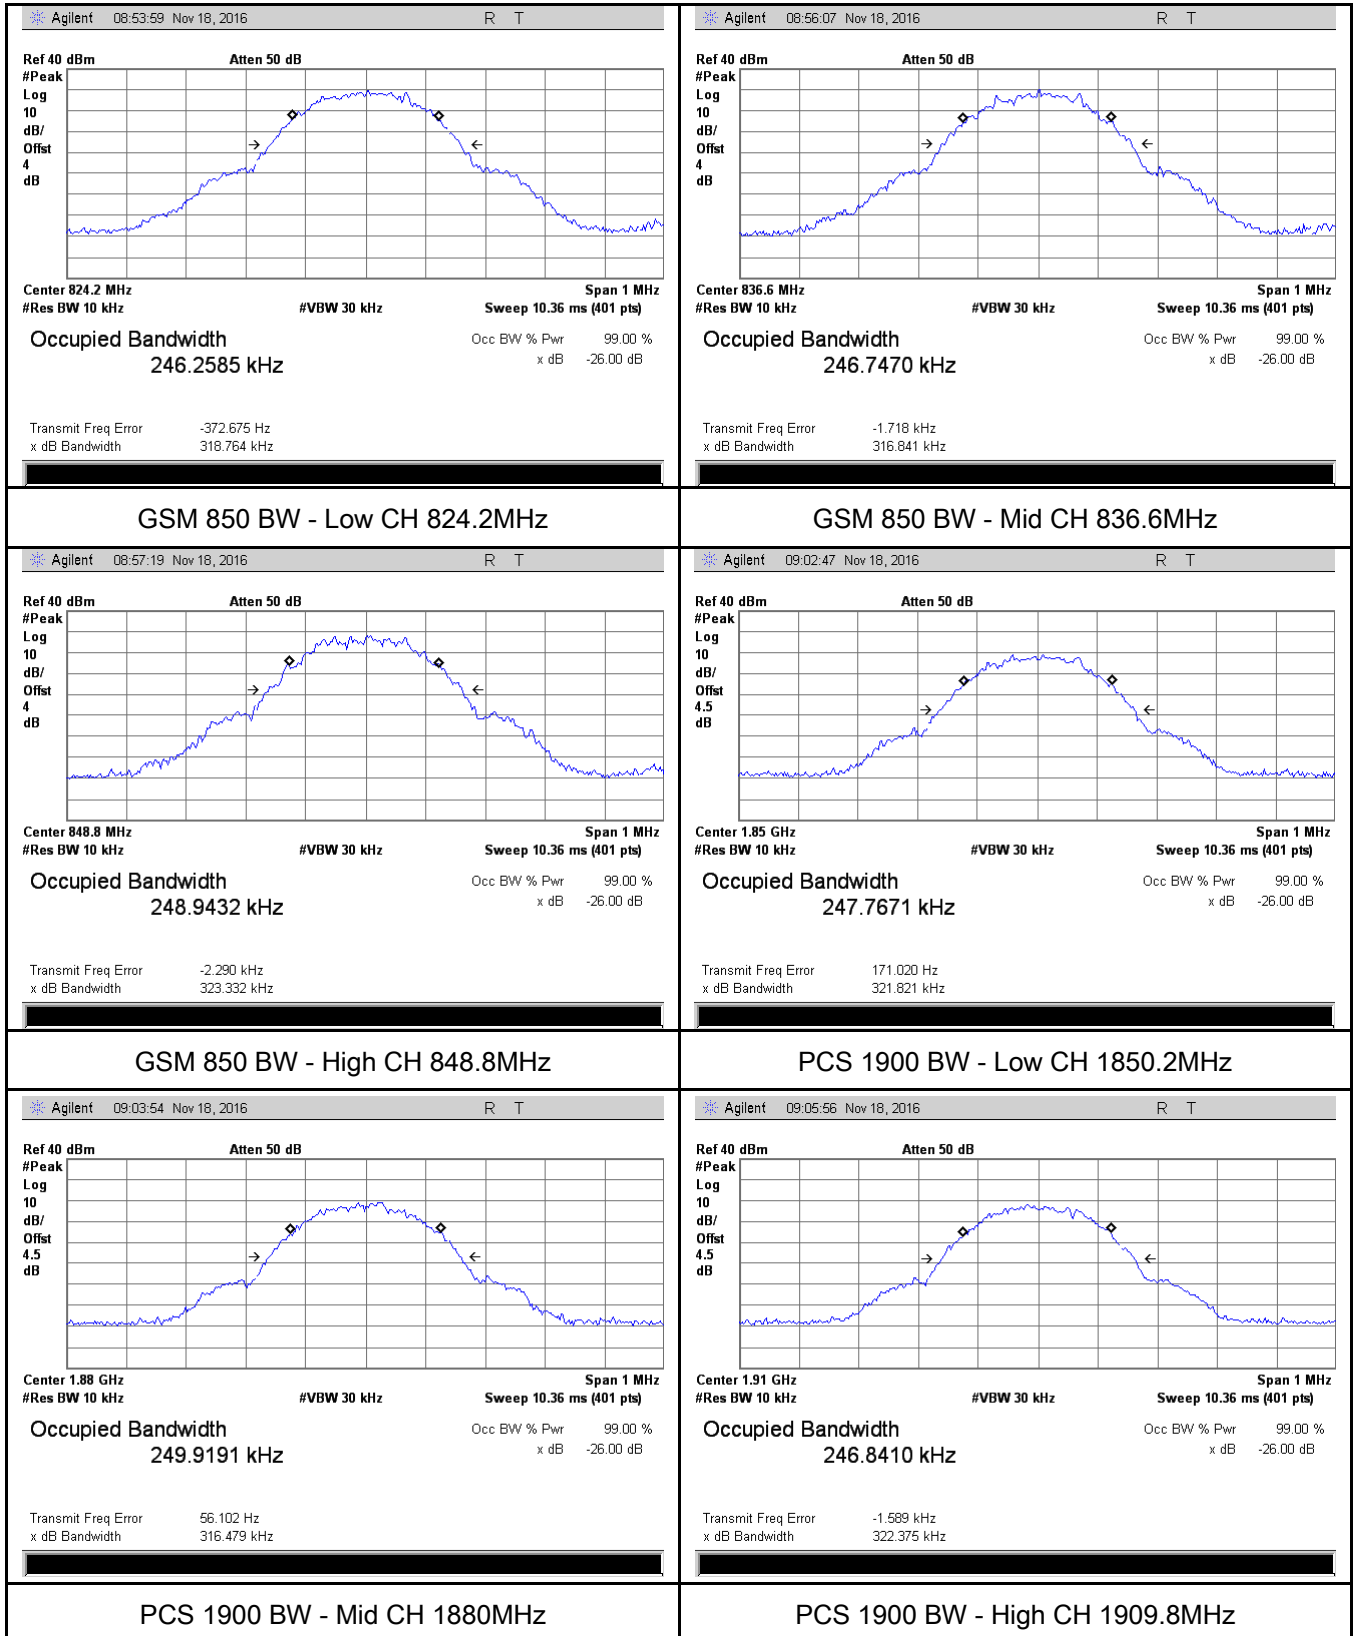 Agilent 08:53:59 Nov 18, 2016 R T
Ref 40 dBm Atten 50 dB
#Peak
Log
10
dB/
Offst
4
dB
Center 824.2 MHz Span 1 MHz
#Res BW 10 kHz #VBW 30 kHz Sweep 10.36 ms (401 pts)
Occupied Bandwidth Occ BW % Pwr 99.00 %
246.2585 kHz x dB -26.00 dB
Transmit Freq Error -372.675 Hz
x dB Bandwidth 318.764 kHz
GSM 850 BW - Low CH 824.2MHz
Agilent 08:56:07 Nov 18, 2016 R T
Ref 40 dBm Atten 50 dB
#Peak
Log
10
dB/
Offst
4
dB
Center 836.6 MHz Span 1 MHz
#Res BW 10 kHz #VBW 30 kHz Sweep 10.36 ms (401 pts)
Occupied Bandwidth Occ BW % Pwr 99.00 %
246.7470 kHz x dB -26.00 dB
Transmit Freq Error -1.718 kHz
x dB Bandwidth 316.841 kHz
GSM 850 BW - Mid CH 836.6MHz
Agilent 08:57:19 Nov 18, 2016 R T
Ref 40 dBm Atten 50 dB
#Peak
Log
10
dB/
Offst
4
dB
Center 848.8 MHz Span 1 MHz
#Res BW 10 kHz #VBW 30 kHz Sweep 10.36 ms (401 pts)
Occupied Bandwidth Occ BW % Pwr 99.00 %
248.9432 kHz x dB -26.00 dB
Transmit Freq Error -2.290 kHz
x dB Bandwidth 323.332 kHz
GSM 850 BW - High CH 848.8MHz
Agilent 09:02:47 Nov 18, 2016 R T
Ref 40 dBm Atten 50 dB
#Peak
Log
10
dB/
Offst
4.5
dB
Center 1.85 GHz Span 1 MHz
#Res BW 10 kHz #VBW 30 kHz Sweep 10.36 ms (401 pts)
Occupied Bandwidth Occ BW % Pwr 99.00 %
247.7671 kHz x dB -26.00 dB
Transmit Freq Error 171.020 Hz
x dB Bandwidth 321.821 kHz
PCS 1900 BW - Low CH 1850.2MHz
Agilent 09:03:54 Nov 18, 2016 R T
Ref 40 dBm Atten 50 dB
#Peak
Log
10
dB/
Offst
4.5
dB
Center 1.88 GHz Span 1 MHz
#Res BW 10 kHz #VBW 30 kHz Sweep 10.36 ms (401 pts)
Occupied Bandwidth Occ BW % Pwr 99.00 %
249.9191 kHz x dB -26.00 dB
Transmit Freq Error 56.102 Hz
x dB Bandwidth 316.479 kHz
PCS 1900 BW - Mid CH 1880MHz
Agilent 09:05:56 Nov 18, 2016 R T
Ref 40 dBm Atten 50 dB
#Peak
Log
10
dB/
Offst
4.5
dB
Center 1.91 GHz Span 1 MHz
#Res BW 10 kHz #VBW 30 kHz Sweep 10.36 ms (401 pts)
Occupied Bandwidth Occ BW % Pwr 99.00 %
246.8410 kHz x dB -26.00 dB
Transmit Freq Error -1.589 kHz
x dB Bandwidth 322.375 kHz
PCS 1900 BW - High CH 1909.8MHz